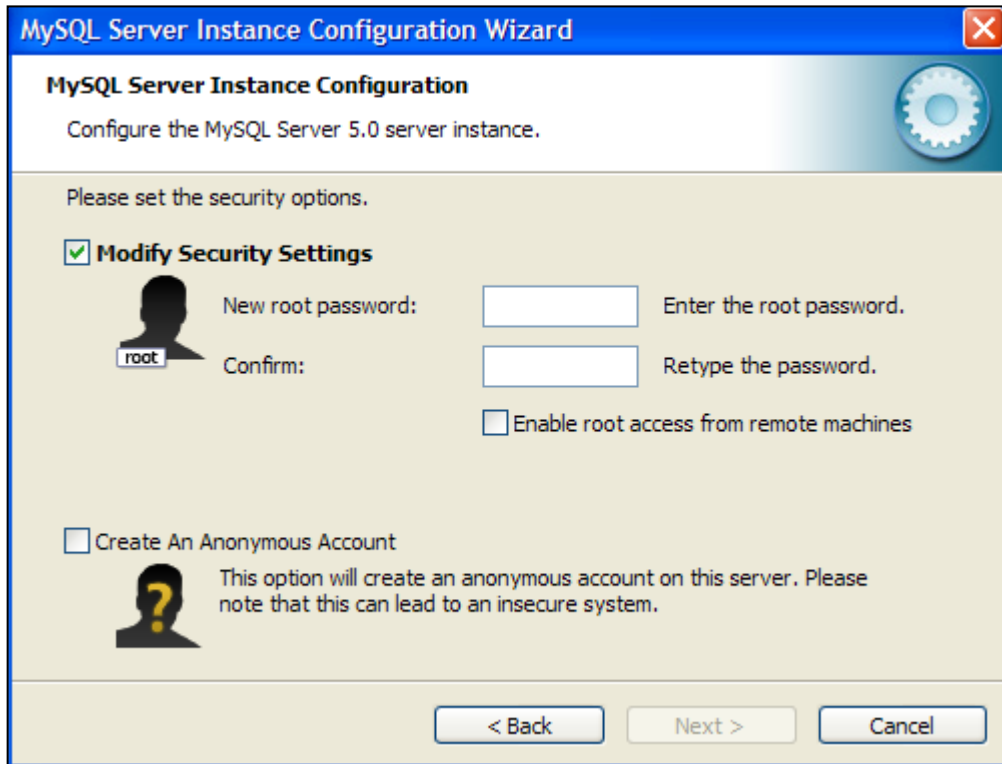 MySQL Server Instance Configuration Wizard
MySQL Server Instance Configuration
Configure the MySQL Server 5.0 server instance.
Please set the security options.
Modify Security Settings
root
New root password:
Enter the root password.
Confirm:
Retype the password.
Enable root access from remote machines
Create An Anonymous Account
?
This option will create an anonymous account on this server. Please
note that this can lead to an insecure system.
< Back
Next >
Cancel